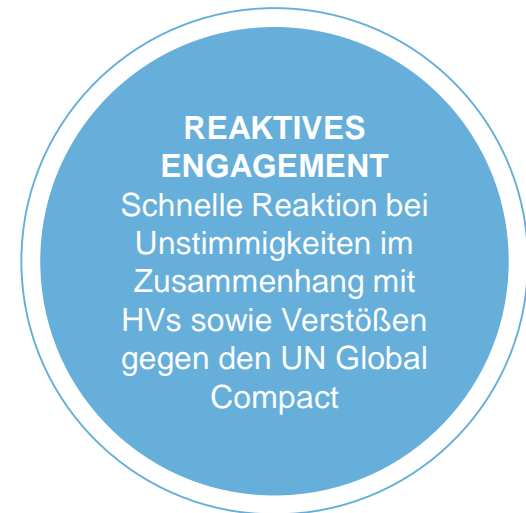 REAKTIVES
ENGAGEMENT
Schnelle Reaktion bei
Unstimmigkeiten im
Zusammenhang mit
HVs sowie Verstößen
gegen den UN Global
Compact